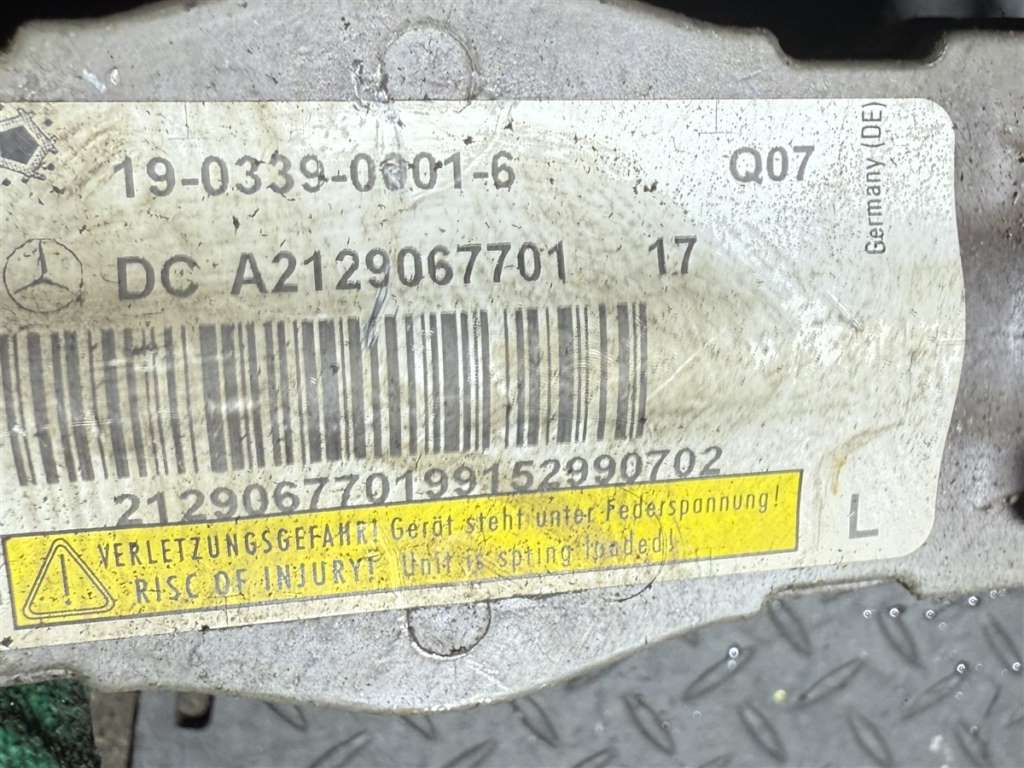 19-0339-0001-6
Q07
Germany (DE)
DC A2129067701 17
212906770199152990702
VERLETZUNGSGEFAHR! Gerät steht unter Federspannung!
RISC OF INJURY! Unit is spting loaded!
L